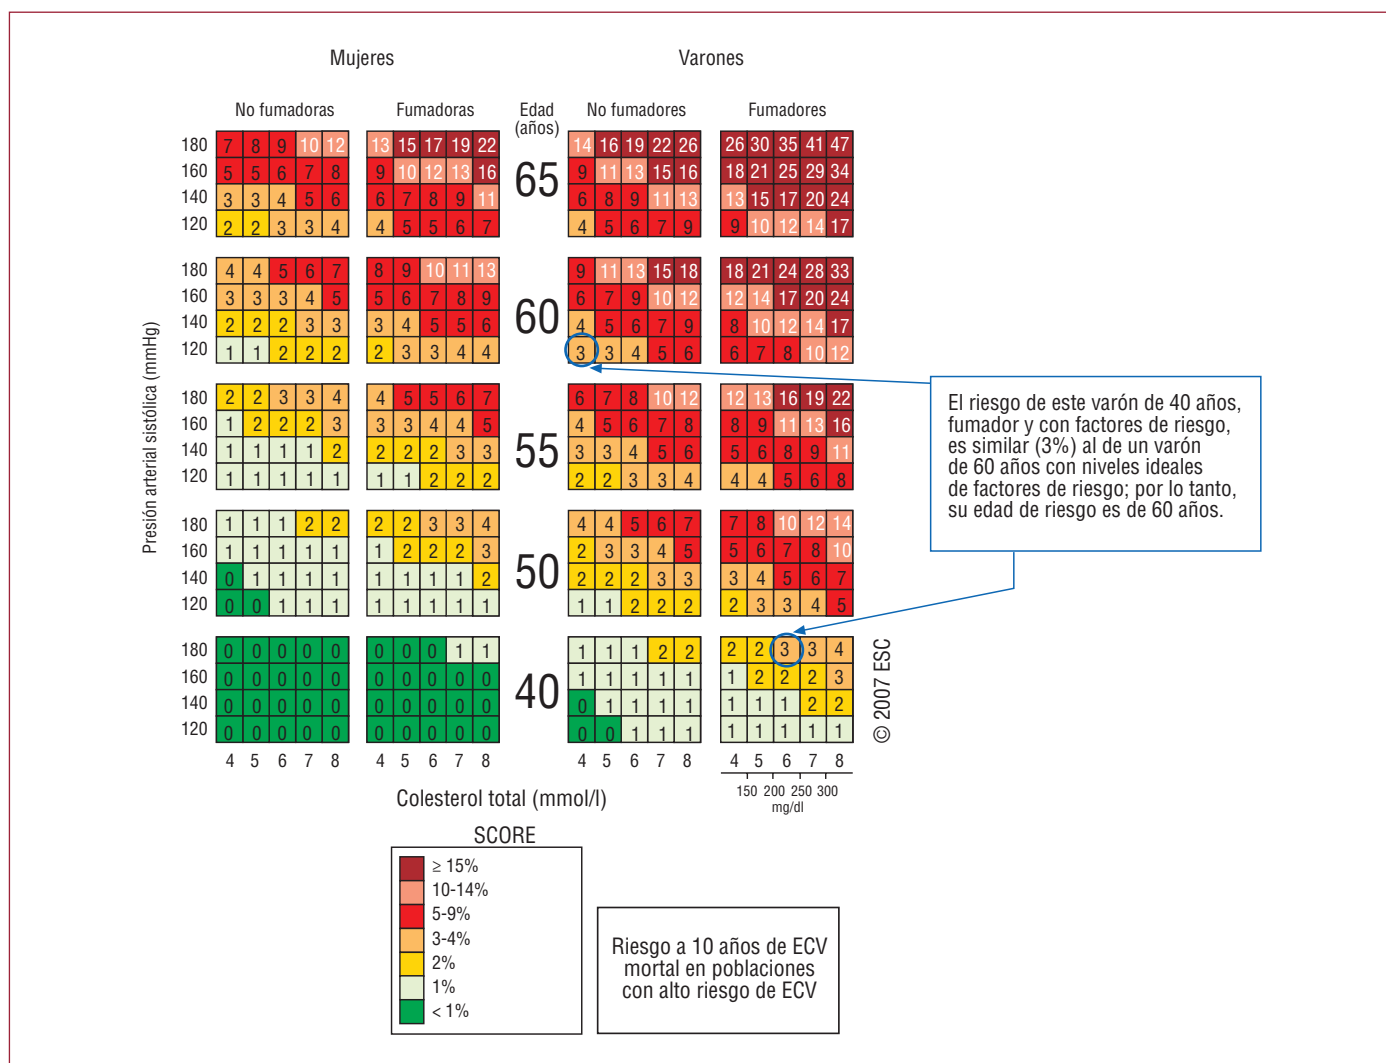 Mujeres Varones
No fumadoras Fumadoras Edad (años) No fumadores Fumadores
Presión arterial sistólica (mmHg)
180 7 8 9 10 12 13 15 17 19 22 14 16 19 22 26 26 30 35 41 47
160 5 5 6 7 8 9 10 12 13 16 65 9 11 13 15 16 18 21 25 29 34
140 3 3 4 5 6 6 7 8 9 11 6 8 9 11 13 13 15 17 20 24
120 2 2 3 3 4 4 5 5 6 7 4 5 6 7 9 9 10 12 14 17
180 4 4 5 6 7 8 9 10 11 13 9 11 13 15 18 18 21 24 28 33
160 3 3 3 4 5 5 6 7 8 9 60 6 7 9 10 12 12 14 17 20 24
140 2 2 2 3 3 3 4 5 5 6 4 5 6 7 9 8 10 12 14 17
120 1 1 2 2 2 2 3 3 4 4 3 3 4 5 6 6 7 8 10 12
180 2 2 3 3 4 4 5 5 6 7 6 7 8 10 12 12 13 16 19 22
160 1 2 2 2 3 3 3 4 4 5 55 4 5 6 7 8 8 9 11 13 16
140 1 1 1 1 2 2 2 2 3 3 3 3 4 5 6 5 6 8 9 11
120 1 1 1 1 1 1 1 2 2 2 2 2 3 3 4 4 4 5 6 8
180 1 1 1 2 2 2 2 3 3 4 4 4 5 6 7 7 8 10 12 14
160 1 1 1 1 1 1 2 2 2 3 50 2 3 3 4 5 5 6 7 8 10
140 0 1 1 1 1 1 1 1 1 2 2 2 2 3 3 3 4 5 6 7
120 0 0 1 1 1 1 1 1 1 1 1 1 2 2 2 2 3 3 4 5
180 0 0 0 0 0 0 0 0 1 1 1 1 1 2 2 2 2 3 3 4
160 0 0 0 0 0 0 0 0 0 0 40 1 1 1 1 1 1 2 2 2 3
140 0 0 0 0 0 0 0 0 0 0 0 1 1 1 1 1 1 1 2 2
120 0 0 0 0 0 0 0 0 0 0 0 0 1 1 1 1 1 1 1 1
4 5 6 7 8 4 5 6 7 8 4 5 6 7 8 4 5 6 7 8
150 200 250 300
mg/dl
Colesterol total (mmol/l)
© 2007 ESC
El riesgo de este varón de 40 años,
fumador y con factores de riesgo,
es similar (3%) al de un varón
de 60 años con niveles ideales
de factores de riesgo; por lo tanto,
su edad de riesgo es de 60 años.
SCORE
≥ 15%
10-14%
5-9%
3-4%
2%
1%
< 1%
Riesgo a 10 años de ECV
mortal en poblaciones
con alto riesgo de ECV